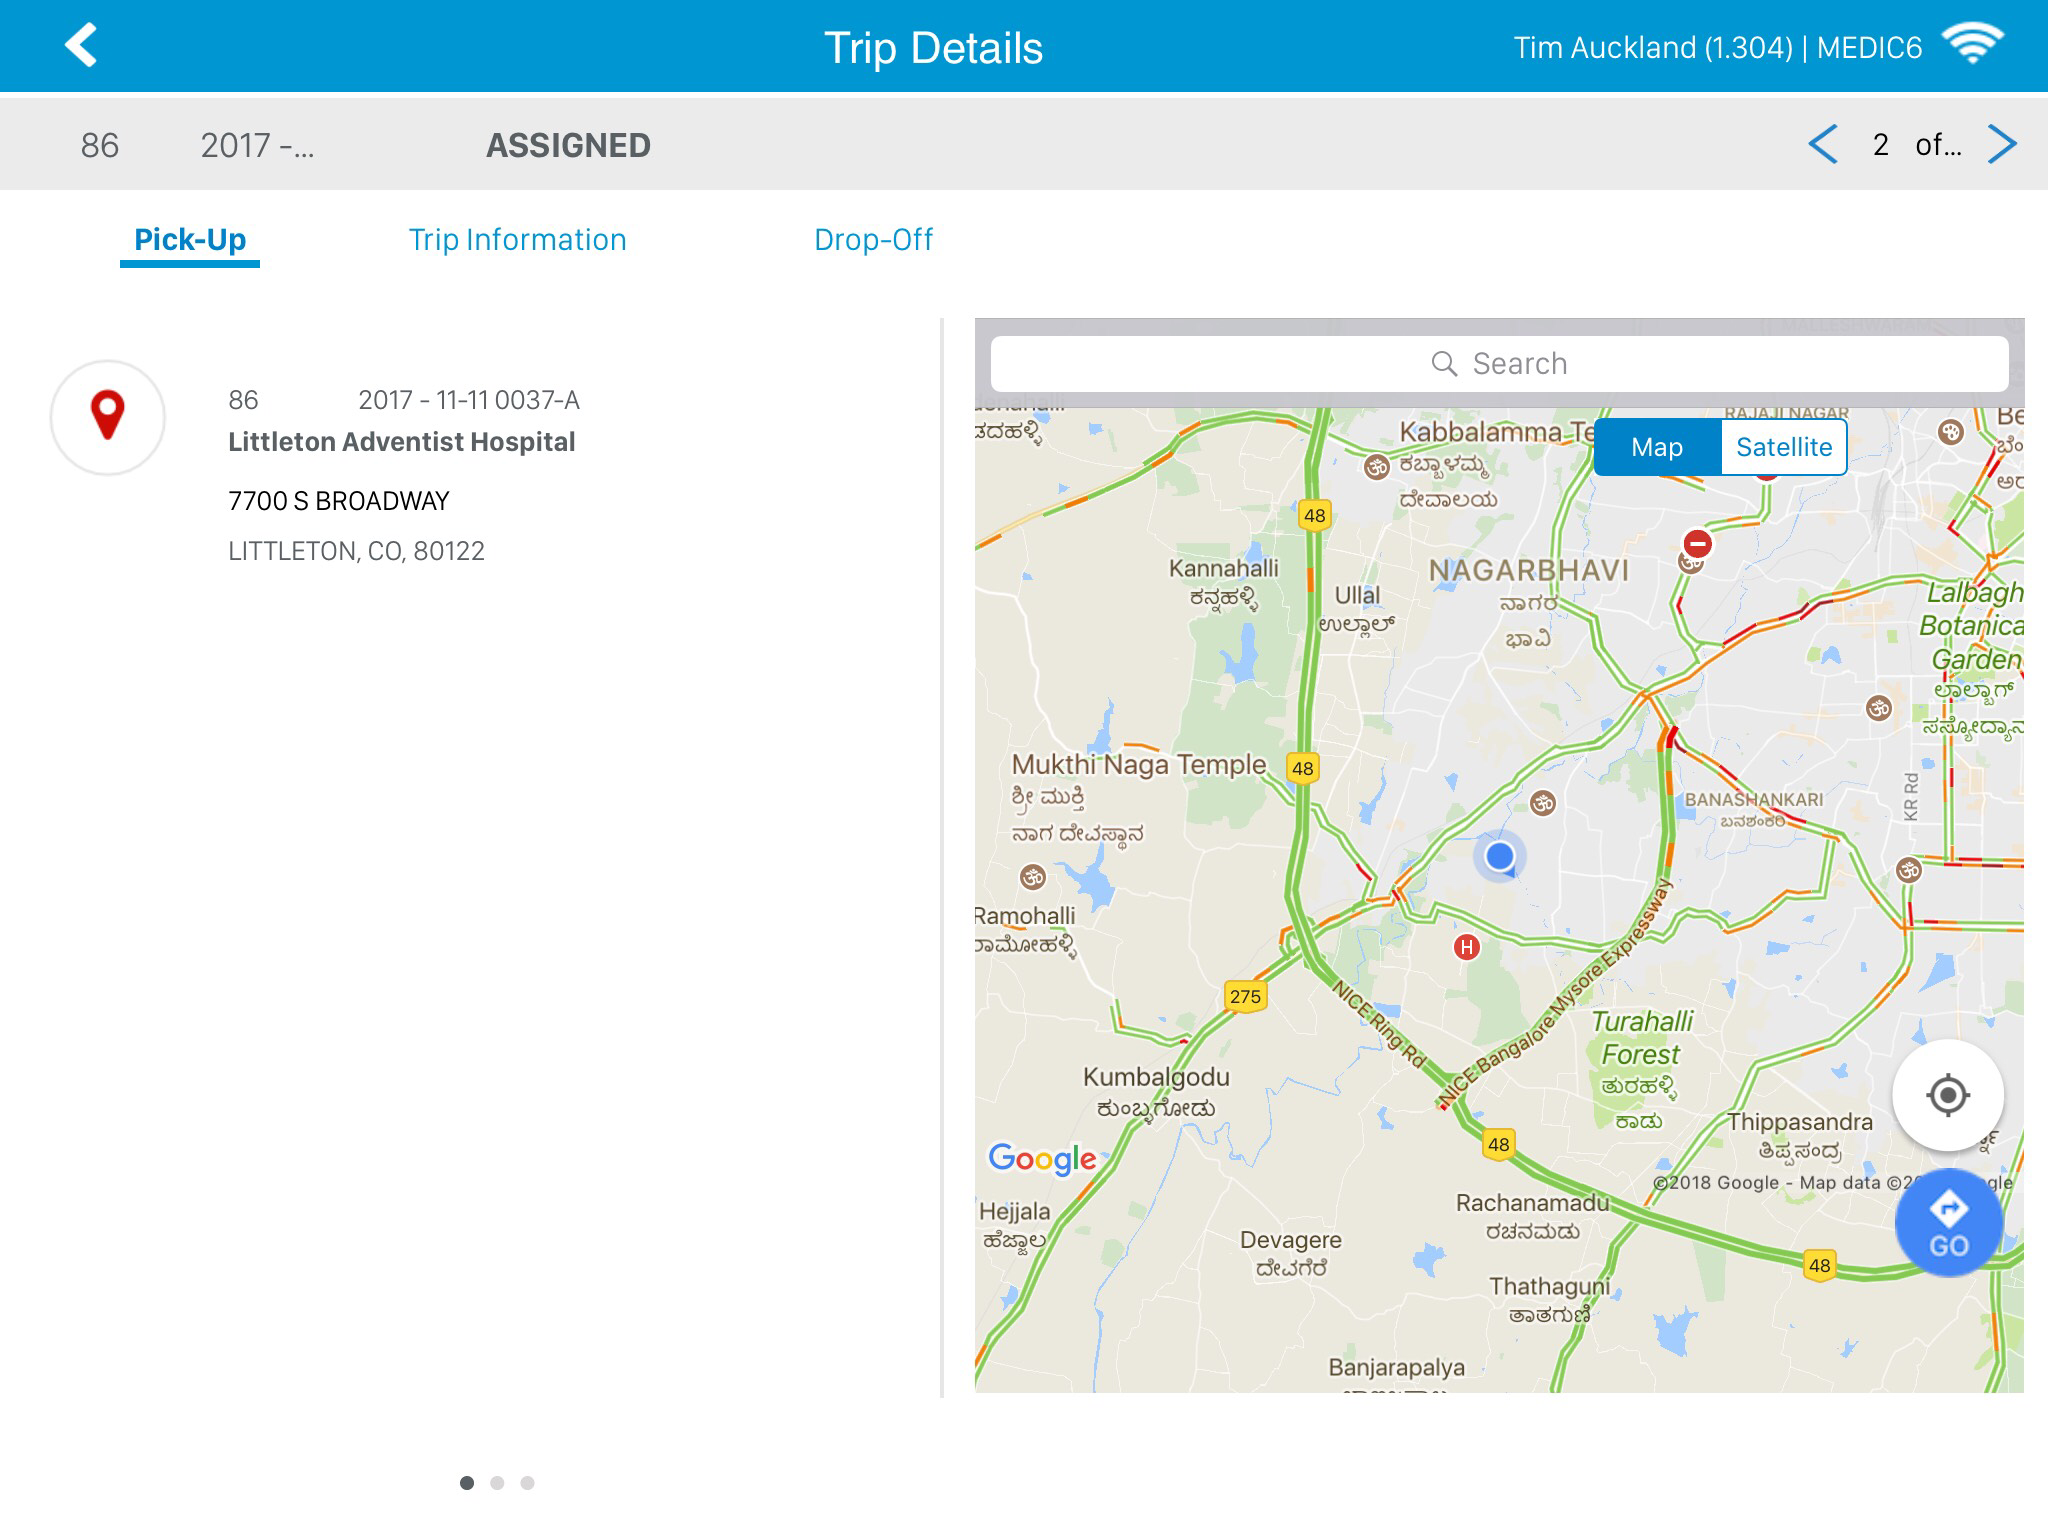 Trip Details
Tim Auckland (1.304) | MEDIC6
86 2017 -... ASSIGNED
2 of...
Pick-Up Trip Information Drop-Off
86 2017 - 11-11 0037-A
Littleton Adventist Hospital
7700 S BROADWAY
LITTLETON, CO, 80122
Search
RAJAJI NAGAR
Kabbalamma Te
ಕಬ್ಬಾಳಮ್ಮ
ದೇವಾಲಯ
Map Satellite
48
Kannahalli
ಕನ್ನಹಳ್ಳಿ
Ullal
ಉಲ್ಲಾಲ್
NAGARBHAVI
ನಾಗರ
ಭಾವಿ
Lalbagh
Botanica
Garden
ಲಾಲ್ಬಾಗ್
ಸಸ್ಯೋದ್ಯಾನ
Mukthi Naga Temple
ಶ್ರೀ ಮುಕ್ತಿ
ನಾಗ ದೇವಸ್ಥಾನ
48
BANASHANKARI
ಬನಶಂಕರಿ
KR Rd
Ramohalli
ರಾಮೋಹಳ್ಳಿ
H
275
NICE Ring Rd
NICE Bangalore Mysore Expressway
Turahalli
Forest
ತುರಹಳ್ಳಿ
ಕಾಡು
Kumbalgodu
ಕುಂಬ್ಳಗೋಡು
Thippasandra
ತಿಪ್ಪಸಂದ್ರ
48
Google
©2018 Google - Map data ©20 gle
Hejjala
ಹೆಜ್ಜಾಲ
Rachanamadu
ರಚನಮಡು
GO
Devagere
ದೇವಗೆರೆ
48
Thathaguni
ತಾತಗುಣಿ
Banjarapalya